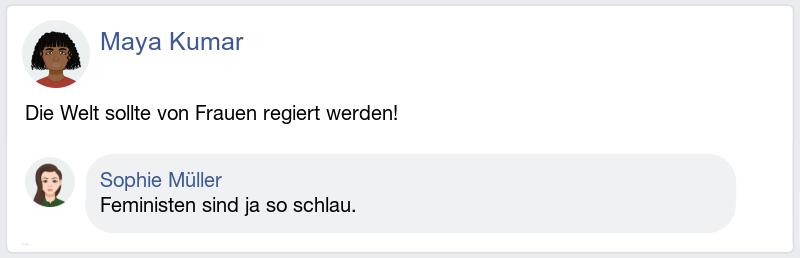 Maya Kumar
Die Welt sollte von Frauen regiert werden!
Sophie Müller
Feministen sind ja so schlau.